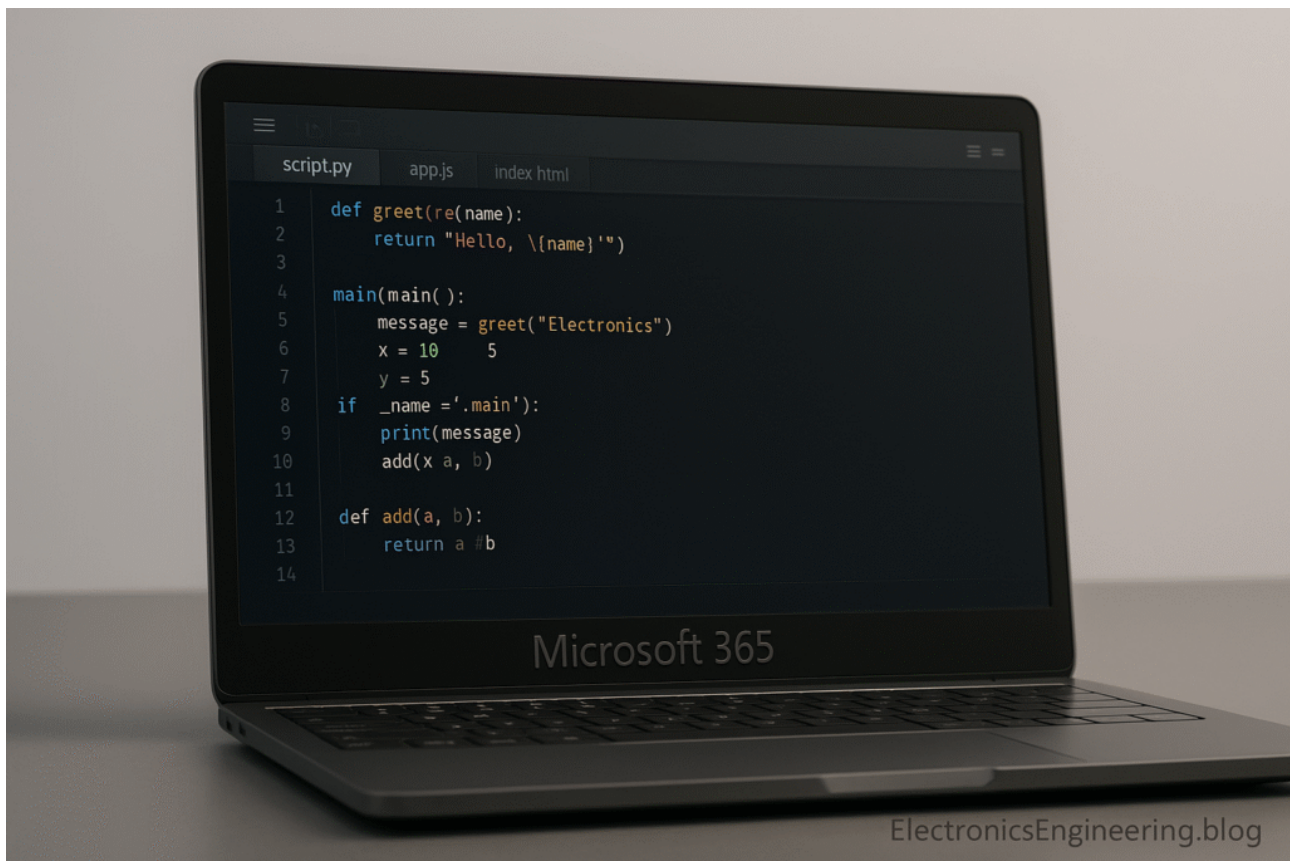 script.py app.js index html
1 def greet(re(name):
2 return "Hello, \{name}'")
3
4 main(main( ):
5 message = greet("Electronics")
6 x = 10 5
7 y = 5
8 if _name =‘.main'):
9 print(message)
10 add(x a, b)
11
12 def add(a, b):
13 return a #b
14
Microsoft 365
ElectronicsEngineering.blog